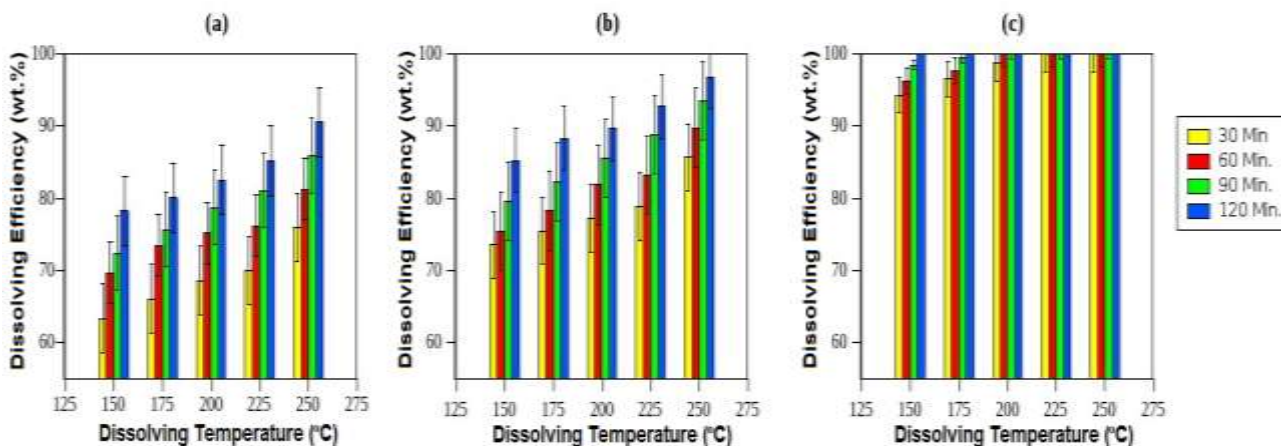 (a)
Dissolving Efficiency (wt.%)
100
90
80
70
60
125 150 175 200 225 250 275
Dissolving Temperature (ºC)
(b)
Dissolving Efficiency (wt.%)
100
90
80
70
60
125 150 175 200 225 250 275
Dissolving Temperature (ºC)
(c)
Dissolving Efficiency (wt.%)
100
90
80
70
60
125 150 175 200 225 250 275
Dissolving Temperature (ºC)
30 Min
60 Min.
90 Min.
120 Min.